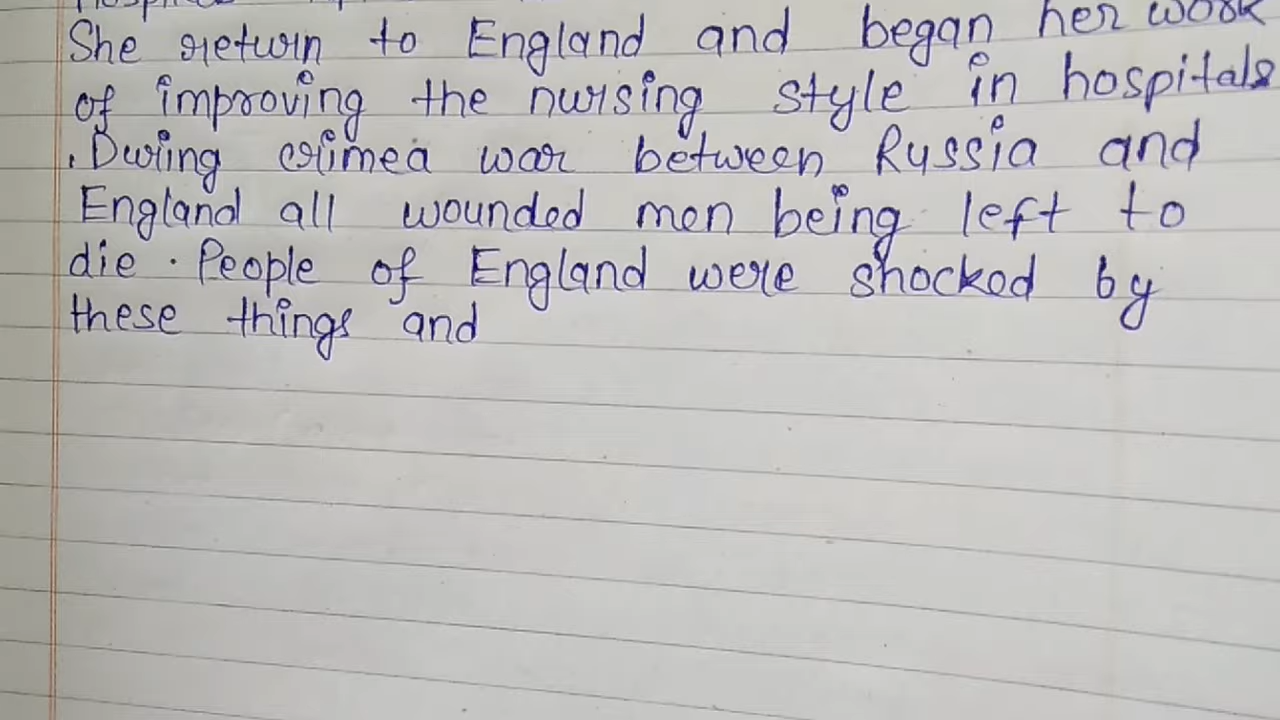 She return to England and began her work
of improving the nursing style in hospitals
. During crimea war between Russia and
England all wounded men being left to
die . People of England were shocked by
these things and